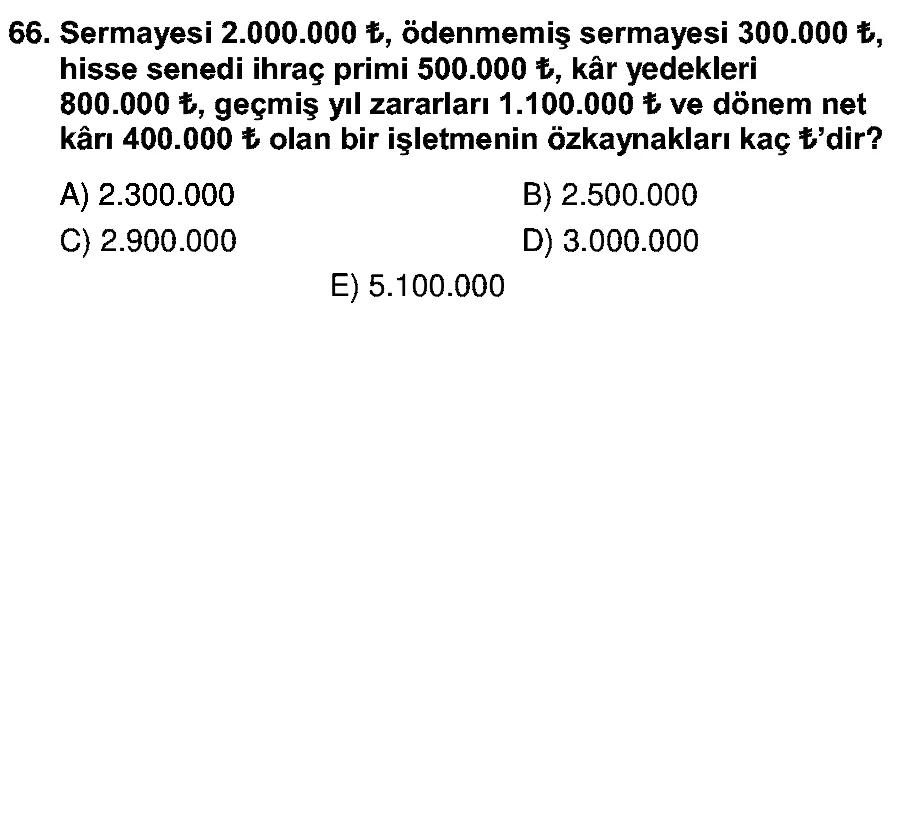 66. Sermayesi 2.000.000 ₺, ödenmemiş sermayesi 300.000 ₺,
hisse senedi ihraç primi 500.000 ₺, kâr yedekleri
800.000 ₺, geçmiş yıl zararları 1.100.000 ₺ ve dönem net
kârı 400.000 ₺ olan bir işletmenin özkaynakları kaç ₺’dir?
A) 2.300.000 B) 2.500.000
C) 2.900.000 D) 3.000.000
E) 5.100.000